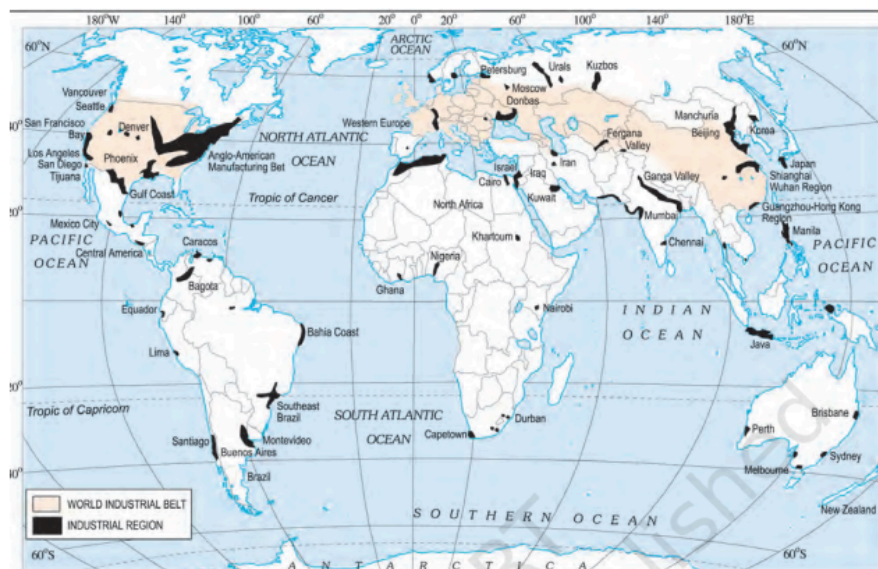 180°W 140° 100° 60° 20° 0° 20° 60° 100° 140° 180°E
ARCTIC
OCEAN
60°N
60°N
Petersburg
Urals
Kuzbos
Moscow
Donbas
Vancouver
Seattle
San Francisco
Bay
Denver
Los Angeles
San Diego
Phoenix
Tijuana
Gulf Coast
Anglo-American
Manufacturing Bet
NORTH ATLANTIC
OCEAN
Western Europe
Manchuria
Beijing
Korea
Fergana
Valley
Japan
Shianghai
Wuhan Region
Guangzhou-Hong Kong
Region
Israel
Iraq
Iran
Cairo
Kuwait
Ganga Valley
Tropic of Cancer
North Africa
Mumbai
Chennai
Manila
20°
40°
Mexico City
PACIFIC
OCEAN
Central America
Caracos
Khartoum
Nigeria
Ghana
PACIFIC
OCEAN
Bagota
Equador
Nairobi
INDIAN
OCEAN
Lima
Bahia Coast
Java
20°
Tropic of Capricorn
Southeast
Brazil
SOUTH ATLANTIC
OCEAN
Durban
Capetown
Brisbane
Perth
Sydney
Melbourne
Santiago
Montevideo
Buenos Aires
Brazil
New Zealand
WORLD INDUSTRIAL BELT
INDUSTRIAL REGION
SOUTHERN OCEAN
60°S
60°S
ANTARCTICA